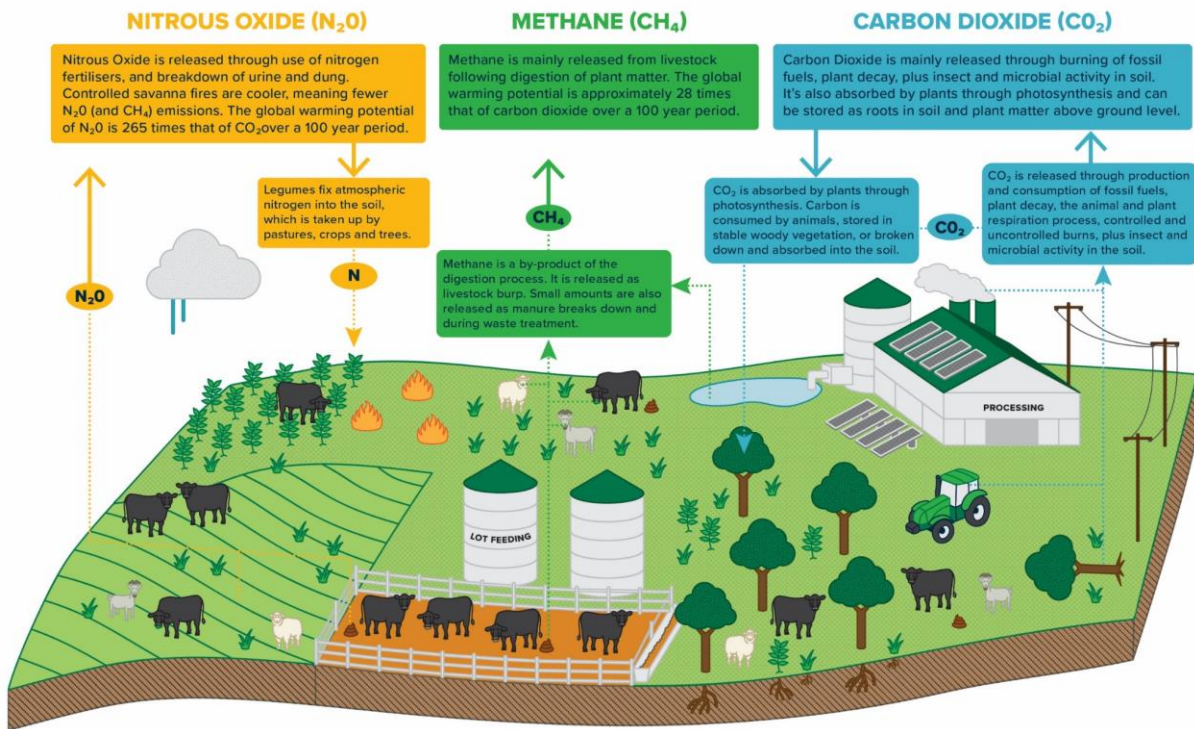 NITROUS OXIDE (N₂0)
Nitrous Oxide is released through use of nitrogen
fertilisers, and breakdown of urine and dung.
Controlled savanna fires are cooler, meaning fewer
N₂0 (and CH₄) emissions. The global warming potential
of N₂0 is 265 times that of CO₂over a 100 year period.
METHANE (CH₄)
Methane is mainly released from livestock
following digestion of plant matter. The global
warming potential is approximately 28 times
that of carbon dioxide over a 100 year period.
CARBON DIOXIDE (C0₂)
Carbon Dioxide is mainly released through burning of fossil
fuels, plant decay, plus insect and microbial activity in soil.
It's also absorbed by plants through photosynthesis and can
be stored as roots in soil and plant matter above ground level.
Legumes fix atmospheric
nitrogen into the soil,
which is taken up by
pastures, crops and trees.
N₂0
N
CH₄
Methane is a by-product of the
digestion process. It is released as
livestock burp. Small amounts are also
released as manure breaks down and
during waste treatment.
CO₂ is absorbed by plants through
photosynthesis. Carbon is
consumed by animals, stored in
stable woody vegetation, or broken
down and absorbed into the soil.
C0₂
CO₂ is released through production
and consumption of fossil fuels,
plant decay, the animal and plant
respiration process, controlled and
uncontrolled burns, plus insect and
microbial activity in the soil.
PROCESSING
LOT FEEDING